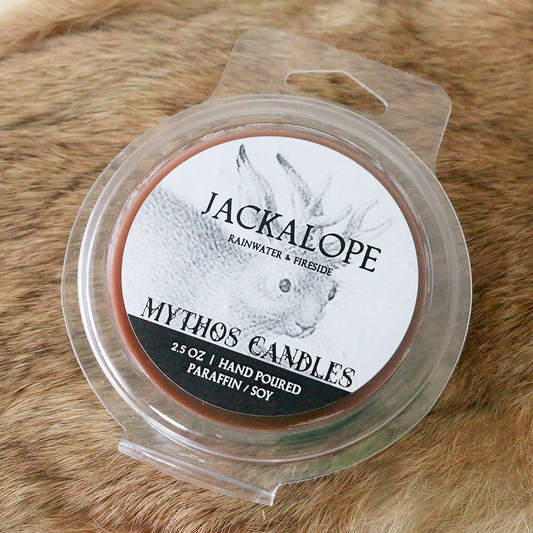 JACKALOPE
RAINWATER & FIRESIDE
MYTHOS CANDLES
2.5 OZ | HAND POURED
PARAFFIN / SOY